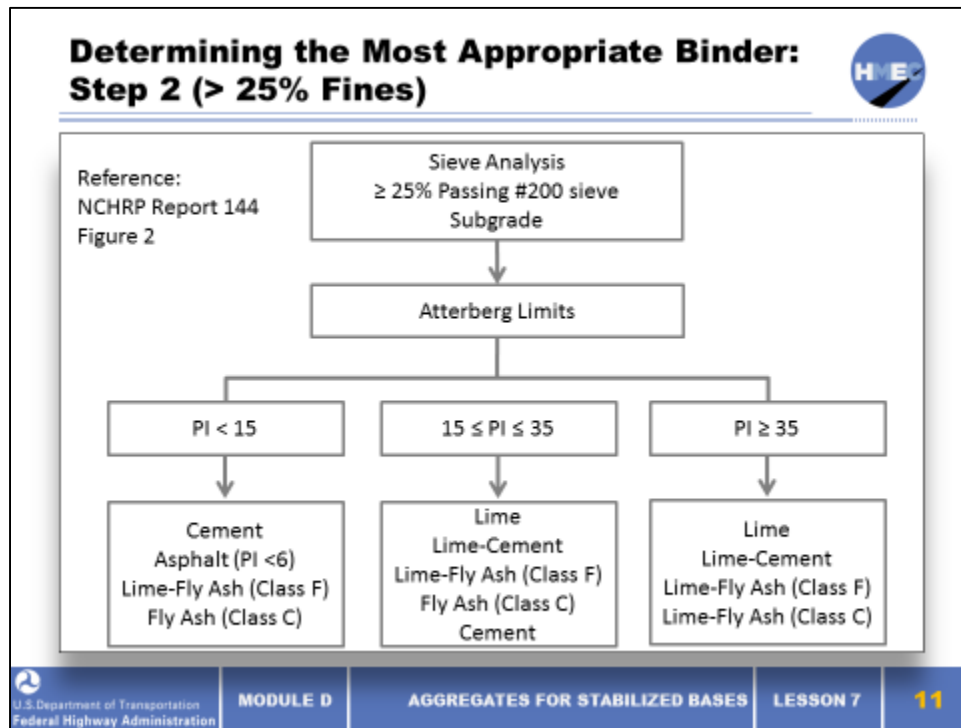 Determining the Most Appropriate Binder:
Step 2 (> 25% Fines)
HMEC
Reference:
NCHRP Report 144
Figure 2
Sieve Analysis
≥ 25% Passing #200 sieve
Subgrade
Atterberg Limits
PI < 15
15 ≤ PI ≤ 35
PI ≥ 35
Cement
Asphalt (PI <6)
Lime-Fly Ash (Class F)
Fly Ash (Class C)
Lime
Lime-Cement
Lime-Fly Ash (Class F)
Fly Ash (Class C)
Cement
Lime
Lime-Cement
Lime-Fly Ash (Class F)
Lime-Fly Ash (Class C)
U.S.Department of Transportation
Federal Highway Administration
MODULE D
AGGREGATES FOR STABILIZED BASES
LESSON 7
11